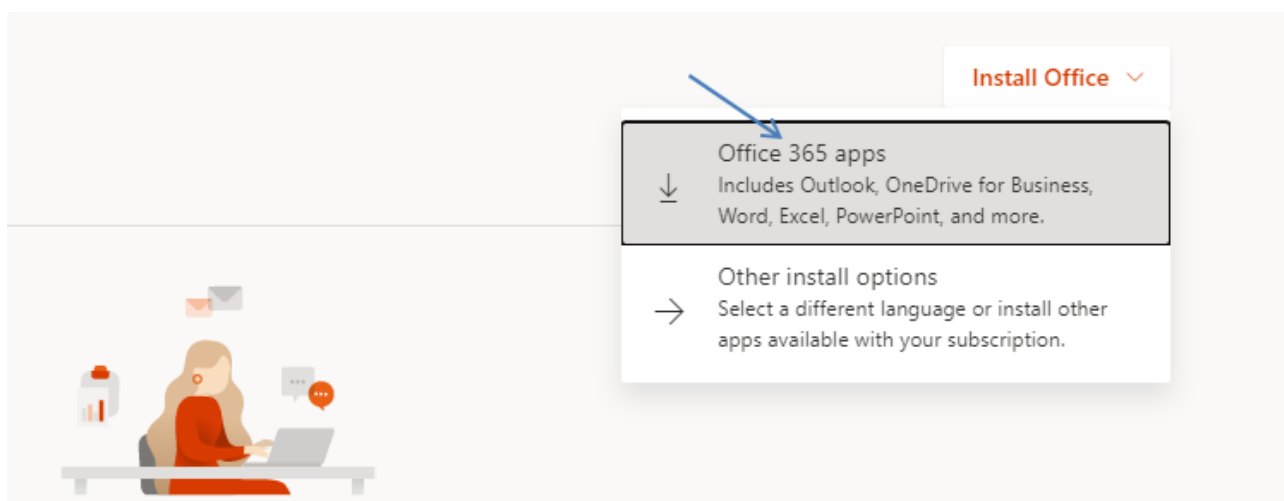 Install Office
Office 365 apps
Includes Outlook, OneDrive for Business,
Word, Excel, PowerPoint, and more.
Other install options
Select a different language or install other
apps available with your subscription.